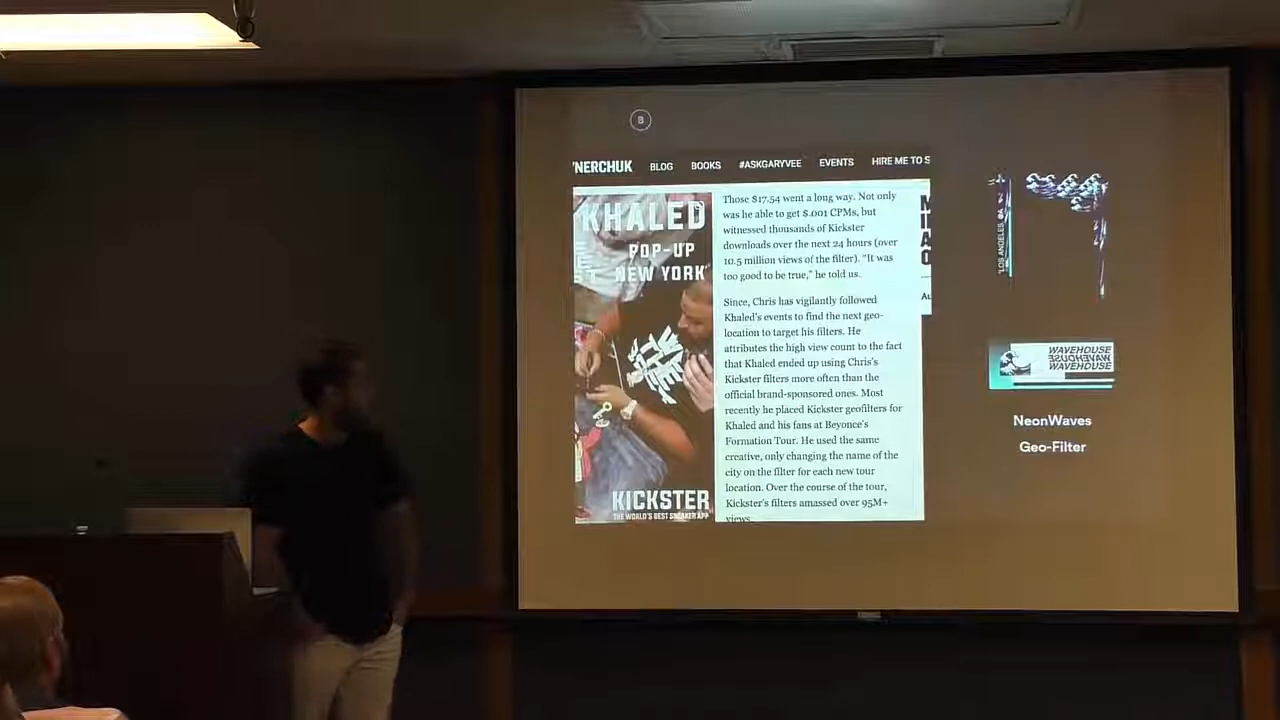 B
'NERCHUK BLOG BOOKS #ASKGARYVEE EVENTS HIRE ME TO S
KHALED
POP-UP
NEW YORK
KICKSTER
THE WORLD'S BEST SNEAKER APP
Those $17.54 went a long way. Not only
was he able to get $.001 CPMs, but
witnessed thousands of Kickster
downloads over the next 24 hours (over
10.5 million views of the filter). "It was
too good to be true," he told us.
Since, Chris has vigilantly followed
Khaled's events to find the next geo-
location to target his filters. He
attributes the high view count to the fact
that Khaled ended up using Chris's
Kickster filters more often than the
official brand-sponsored ones. Most
recently he placed Kickster geofilters for
Khaled and his fans at Beyonce's
Formation Tour. He used the same
creative, only changing the name of the
city on the filter for each new tour
location. Over the course of the tour,
Kickster's filters amassed over 95M+
views.
Au
LOS ANGELES
WAVEHOUSE
WAVEHOUSE
WAVEHOUSE
NeonWaves
Geo-Filter